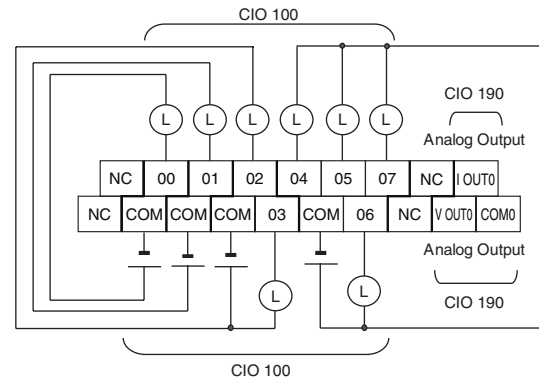 CIO 100
CIO 190
Analog Output
L L L L L L
NC 00 01 02 04 05 07 NC I OUT0
NC COM COM COM 03 COM 06 NC V OUT0 COM0
L L
Analog Output
CIO 190
CIO 100